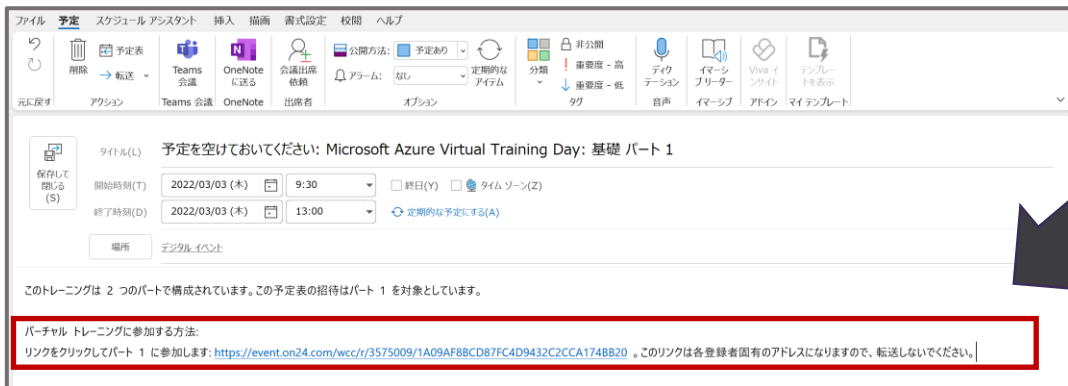 ファイル 予定 スケジュール アシスタント 挿入 描画 書式設定 校閲 ヘルプ
削除
予定表
転送
Teams 会議
OneNote に送る
会議出席 依頼
公開方法: 予定あり
アラーム: なし
定期的な アイテム
分類
非公開
重要度 - 高
重要度 - 低
ディク テーション
イマーシ ブ リーダー
Viva イ ンサイト
テンプレー トを表示
元に戻す アクション Teams 会議 OneNote 出席者 オプション タグ 音声 イマーシブ アドイン マイ テンプレート
保存して 閉じる (S)
タイトル(L) 予定を空けておいてください: Microsoft Azure Virtual Training Day: 基礎 パート 1
開始時刻(T) 2022/03/03 (木) 9:30 終日(Y) タイム ゾーン(Z)
終了時刻(D) 2022/03/03 (木) 13:00 定期的な予定にする(A)
場所 デジタル イベント
このトレーニングは 2 つのパートで構成されています。この予定表の招待はパート 1 を対象としています。
バーチャル トレーニングに参加する方法:
リンクをクリックしてパート 1 に参加します: https://event.on24.com/wcc/r/3575009/1A09AF8BCD87FC4D9432C2CCA174BB20 。このリンクは各登録者固有のアドレスになりますので、転送しないでください。